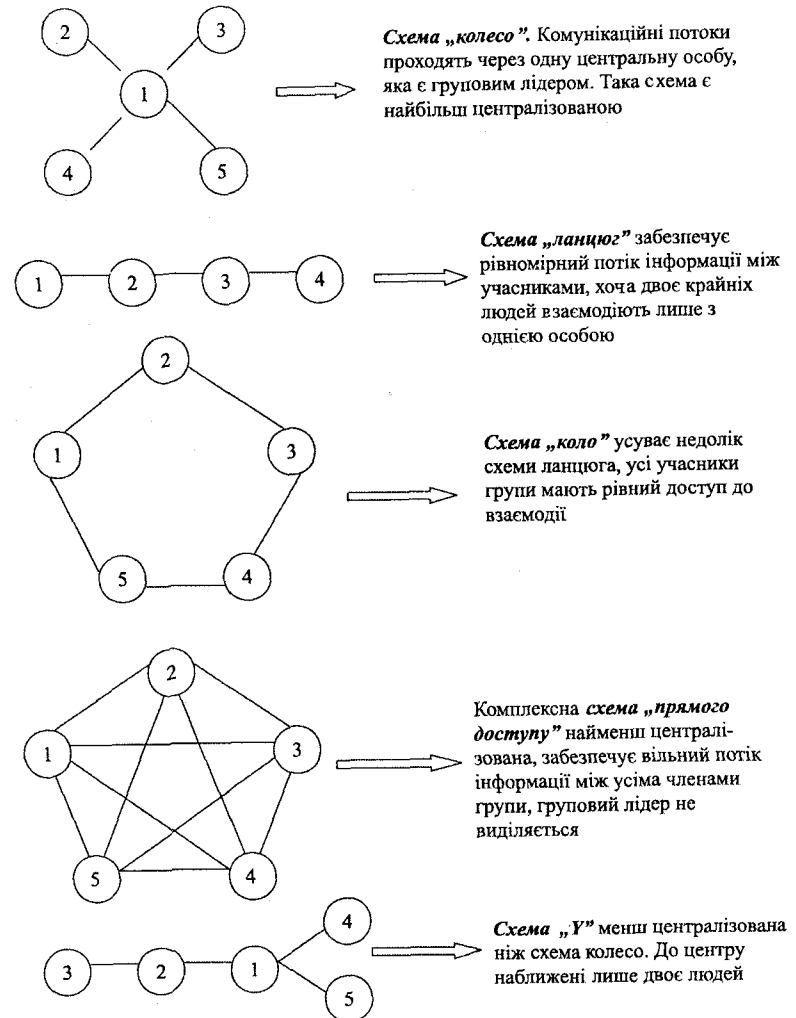 2
3
1
4
5
Схема „колесо”. Комунікаційні потоки
проходять через одну центральну особу,
яка є груповим лідером. Така схема є
найбільш централізованою
1
2
3
4
Схема „ланцюг” забезпечує
рівномірний потік інформації між
учасниками, хоча двоє крайніх
людей взаємодіють лише з
однією особою
2
1
3
5
4
Схема „коло” усуває недолік
схеми ланцюга, усі учасники
групи мають рівний доступ до
взаємодії
2
1
3
5
4
Комплексна схема „прямого
доступу” найменш централі-
зована, забезпечує вільний потік
інформації між усіма членами
групи, груповий лідер не
виділяється
4
3
2
1
5
Схема „Y” менш централізована
ніж схема колесо. До центру
наближені лише двоє людей